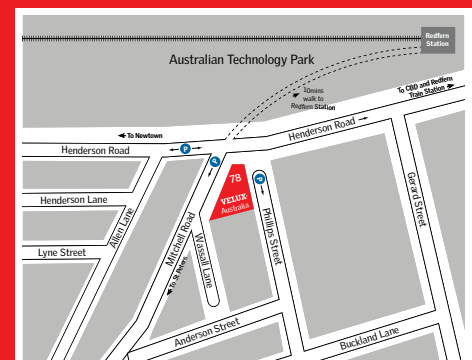 Redfern
Station
Australian Technology Park
10mins
walk to
Redfern Station
To CBD and Redfern
Train Station
To Newtown
Henderson Road
Henderson Road
P
P
P
78
VELUX
Australia
Henderson Lane
Allen Lane
Lyne Street
Mitchell Road
To St Peters
Wassall Lane
Phillips Street
Gerard Street
Anderson Street
Buckland Lane